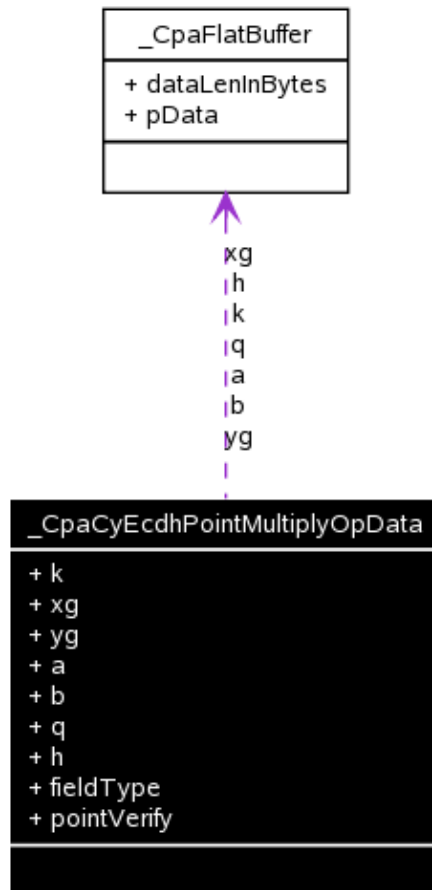 _CpaFlatBuffer
+ dataLenInBytes
+ pData
xg
h
k
q
a
b
yg
_CpaCyEcdhPointMultiplyOpData
+ k
+ xg
+ yg
+ a
+ b
+ q
+ h
+ fieldType
+ pointVerify